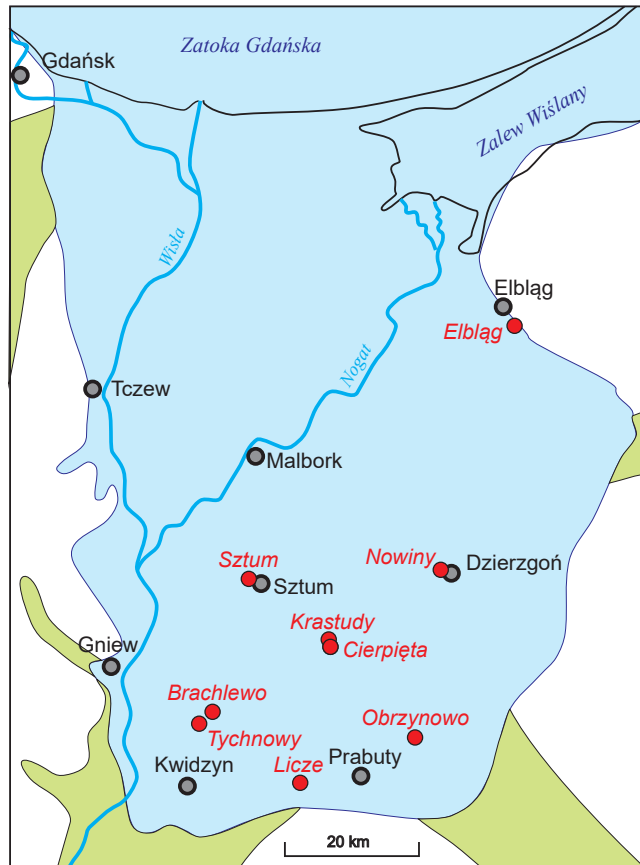 Zatoka Gdańska
Gdańsk
Zalew Wiślany
Wisła
Elbląg
Elbląg
Nogat
Tczew
Malbork
Sztum
Sztum
Nowiny
Dzierzgoń
Krastudy
Cierpięta
Gniew
Brachlewo
Tychnowy
Obrzynowo
Kwidzyn
Licze
Prabuty
20 km